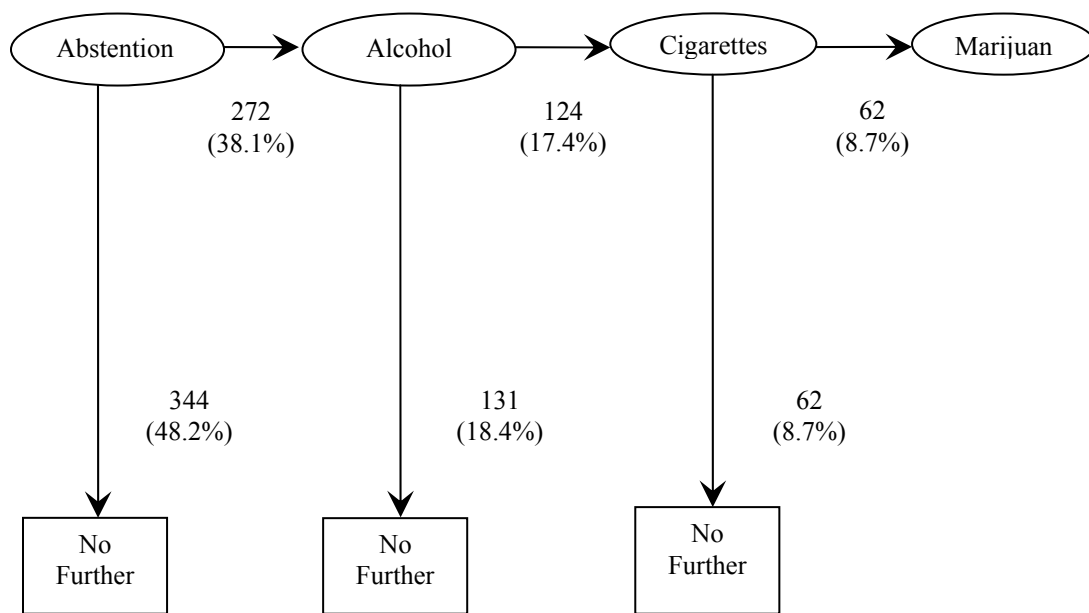 Abstention
Alcohol
Cigarettes
Marijuan
272
(38.1%)
124
(17.4%)
62
(8.7%)
344
(48.2%)
131
(18.4%)
62
(8.7%)
No
Further
No
Further
No
Further